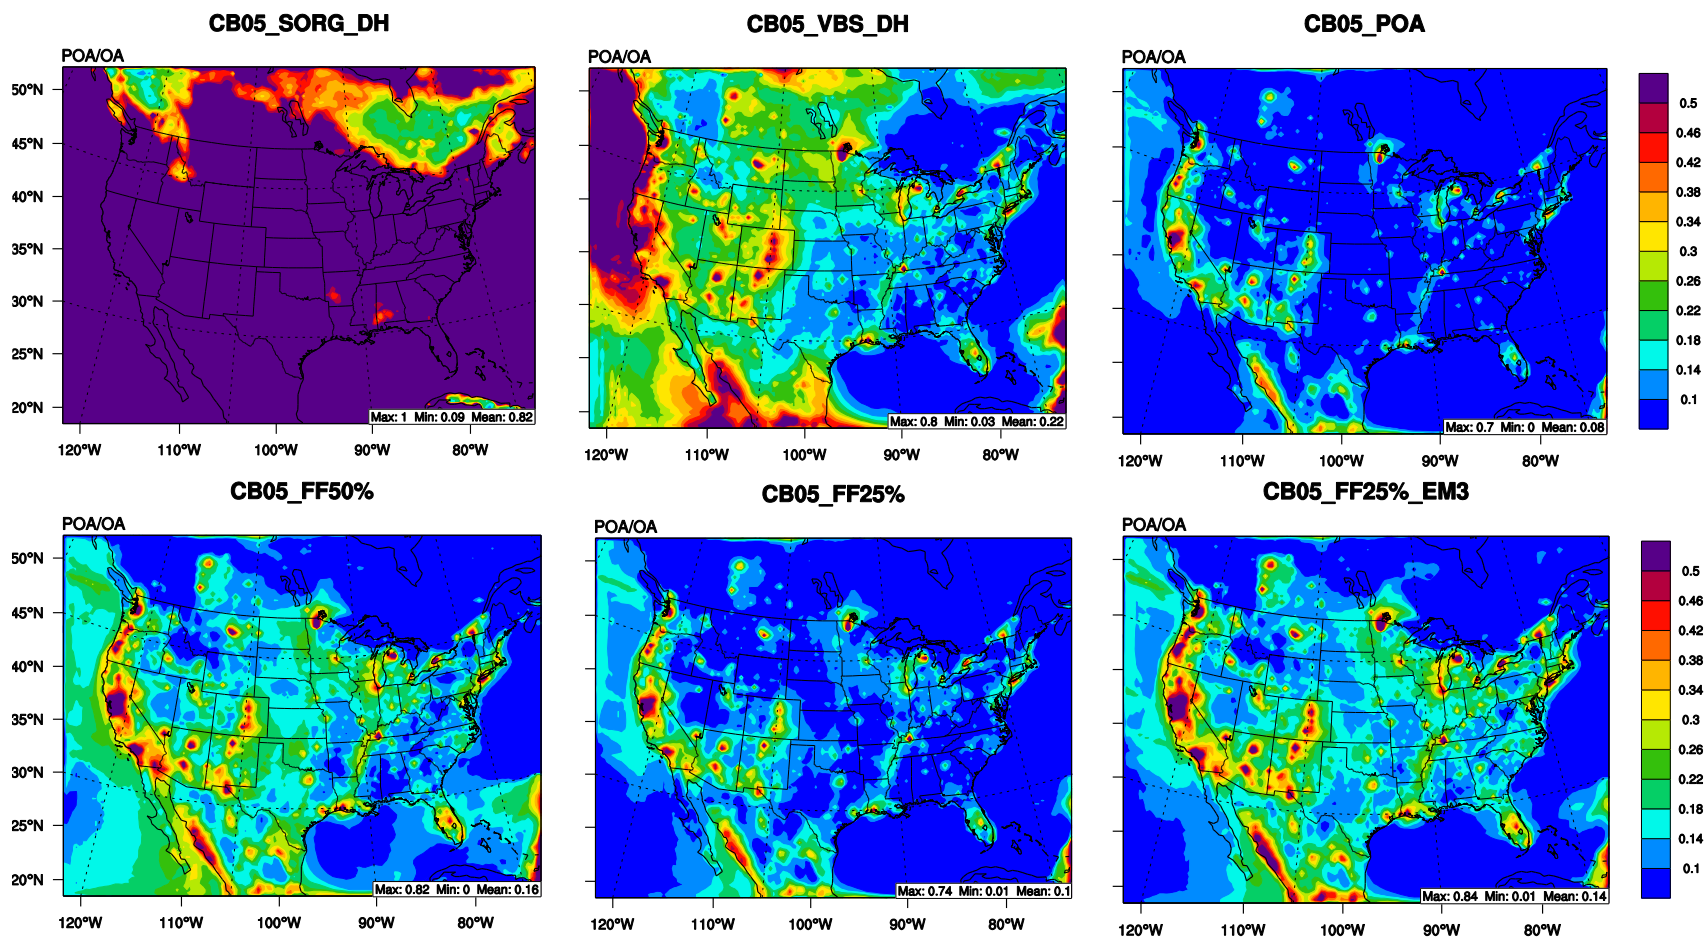 CB05_SORG_DH
CB05_VBS_DH
CB05_POA
POA/OA
POA/OA
POA/OA
50°N
45°N
40°N
35°N
30°N
25°N
20°N
0.5
0.46
0.42
0.38
0.34
0.3
0.26
0.22
0.18
0.14
0.1
Max: 1 Min: 0.09 Mean: 0.82
Max: 0.8 Min: 0.03 Mean: 0.22
Max: 0.7 Min: 0 Mean: 0.08
120°W 110°W 100°W 90°W 80°W
120°W 110°W 100°W 90°W 80°W
120°W 110°W 100°W 90°W 80°W
CB05_FF50%
CB05_FF25%
CB05_FF25%_EM3
POA/OA
POA/OA
POA/OA
50°N
45°N
40°N
35°N
30°N
25°N
20°N
0.5
0.46
0.42
0.38
0.34
0.3
0.26
0.22
0.18
0.14
0.1
Max: 0.82 Min: 0 Mean: 0.16
Max: 0.74 Min: 0.01 Mean: 0.1
Max: 0.84 Min: 0.01 Mean: 0.14
120°W 110°W 100°W 90°W 80°W
120°W 110°W 100°W 90°W 80°W
120°W 110°W 100°W 90°W 80°W